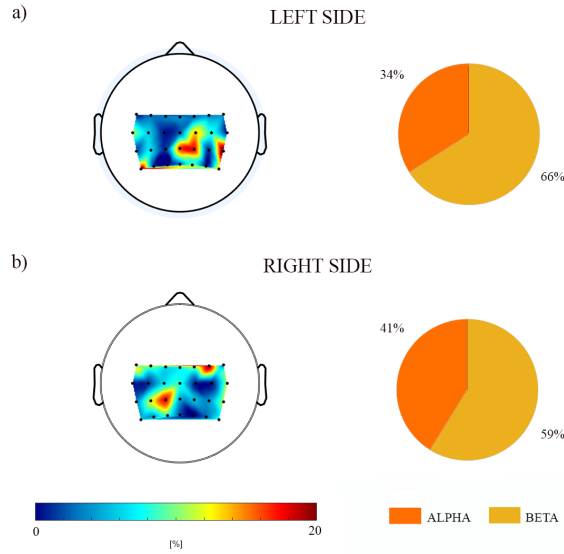 a)
LEFT SIDE
34%
66%
b)
RIGHT SIDE
41%
59%
0
20
[%]
ALPHA
BETA